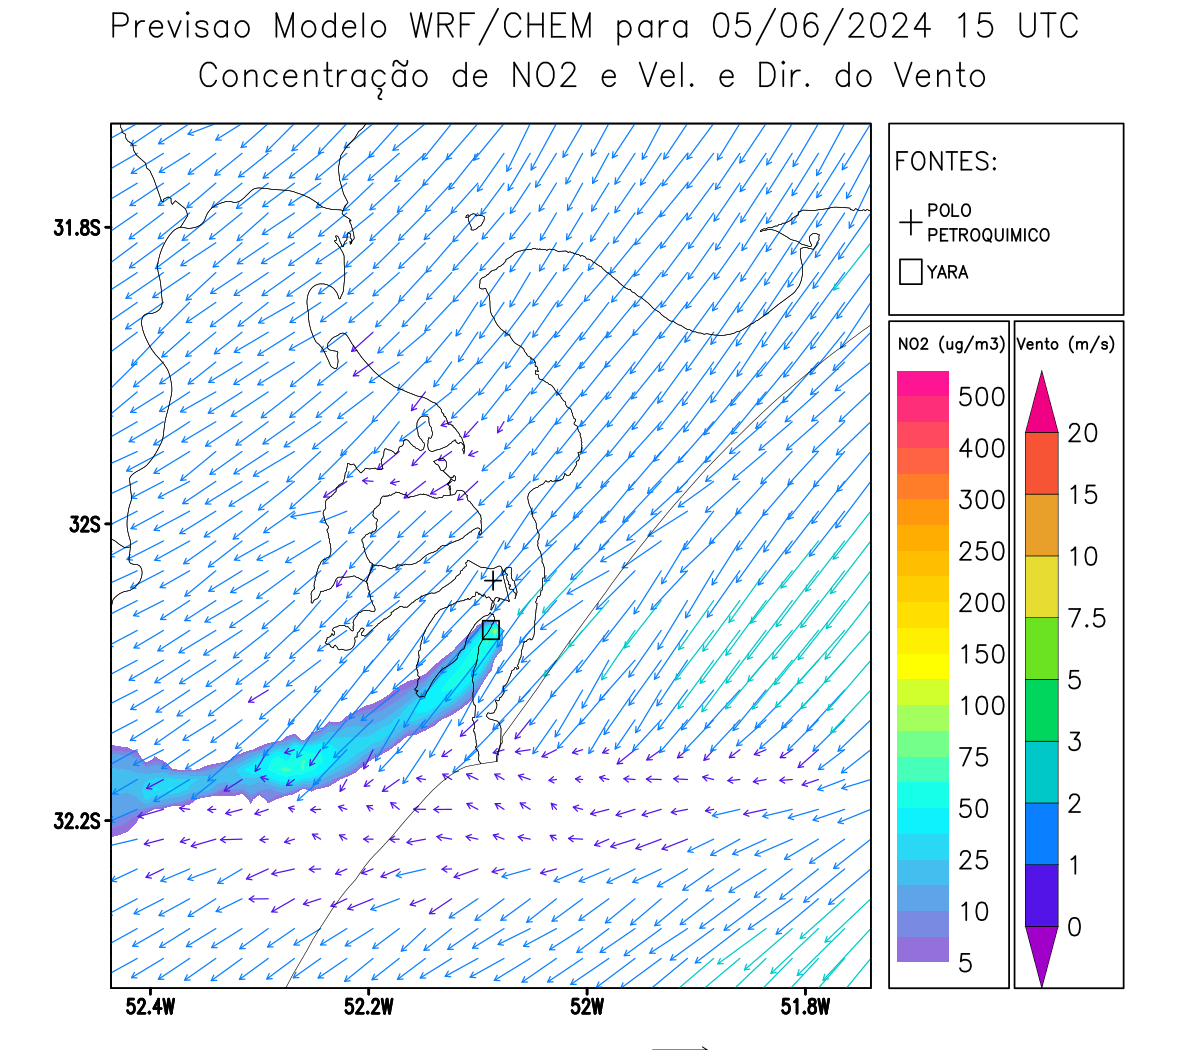 Previsao Modelo WRF/CHEM para 05/06/2024 15 UTC
Concentração de NO2 e Vel. e Dir. do Vento
FONTES:
POLO
PETROQUIMICO
YARA
NO2 (ug/m3)
500
400
300
250
200
150
100
75
50
25
10
5
Vento (m/s)
20
15
10
7.5
5
3
2
1
0
31.8S
32S
32.2S
52.4W
52.2W
52W
51.8W